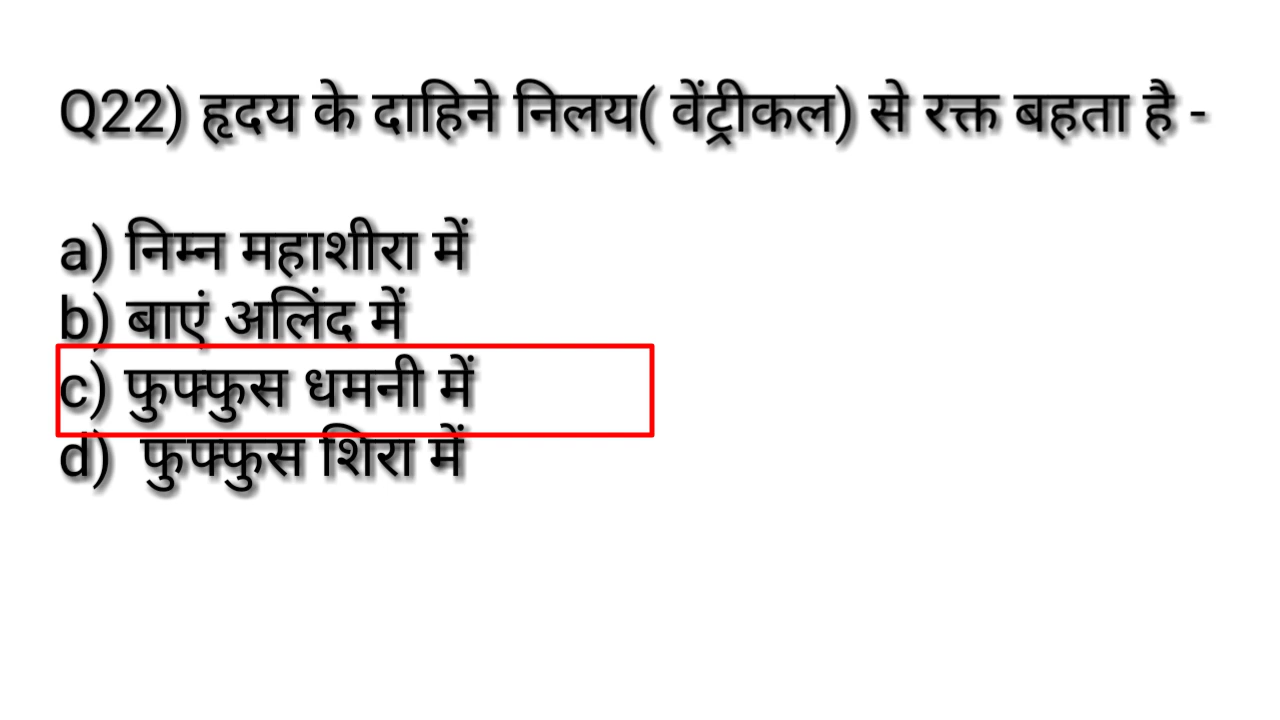 Q22) हृदय के दाहिने निलय( वेंट्रीकल) से रक्त बहता है -
a) निम्न महाशीरा में
b) बाएं अलिंद में
c) फुफ्फुस धमनी में
d) फुफ्फुस शिरा में